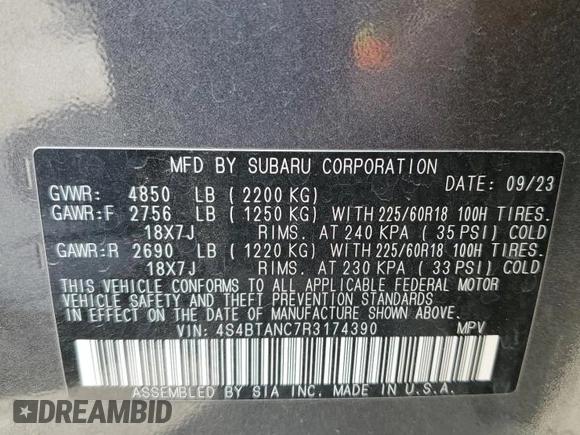 MFD BY SUBARU CORPORATION
GVWR: 4850 LB (2200 KG) DATE: 09/23
GAWR:F 2756 LB (1250 KG) WITH 225/60R18 100H TIRES.
18X7J RIMS. AT 240 KPA (35 PSI) COLD
GAWR:R 2690 LB (1220 KG) WITH 225/60R18 100H TIRES.
18X7J RIMS. AT 230 KPA (33 PSI) COLD
THIS VEHICLE CONFORMS TO ALL APPLICABLE FEDERAL MOTOR
VEHICLE SAFETY AND THEFT PREVENTION STANDARDS
IN EFFECT ON THE DATE OF MANUFACTURE SHOWN ABOVE.
VIN: 4S4BTANC7R3174390 MPV
ASSEMBLED BY SIA INC. MADE IN U.S.A.
DREAMBID